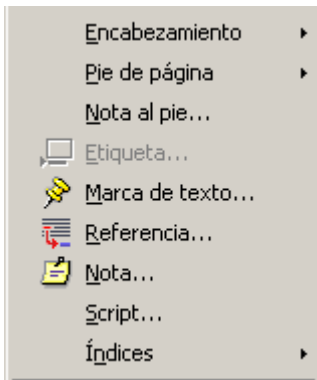 Encabezamiento
Pie de página
Nota al pie...
Etiqueta...
Marca de texto...
Referencia...
Nota...
Script...
Índices